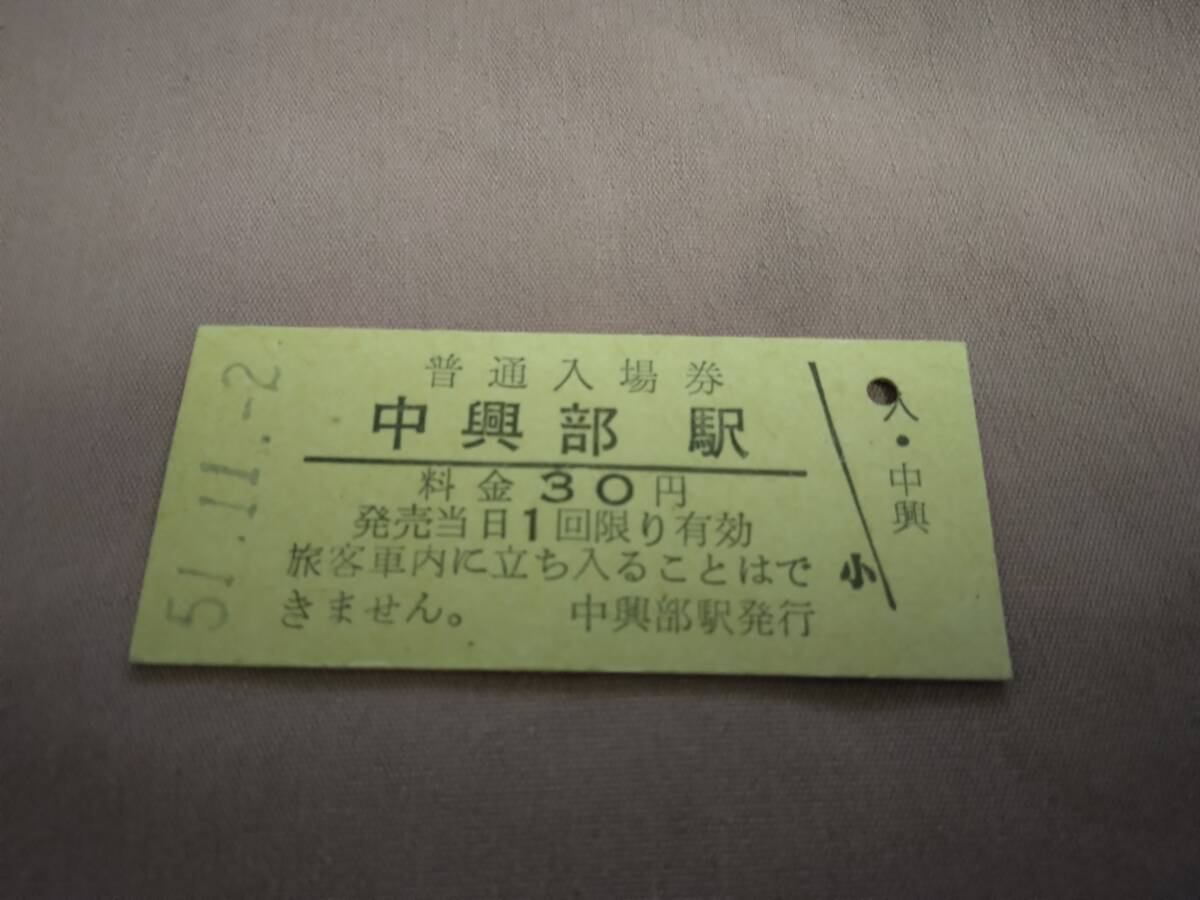 51.11.-2
普通入場券
中興部駅
料金30円
発売当日1回限り有効
旅客車内に立ち入ることはで
きません。 中興部駅発行
小
入・中興